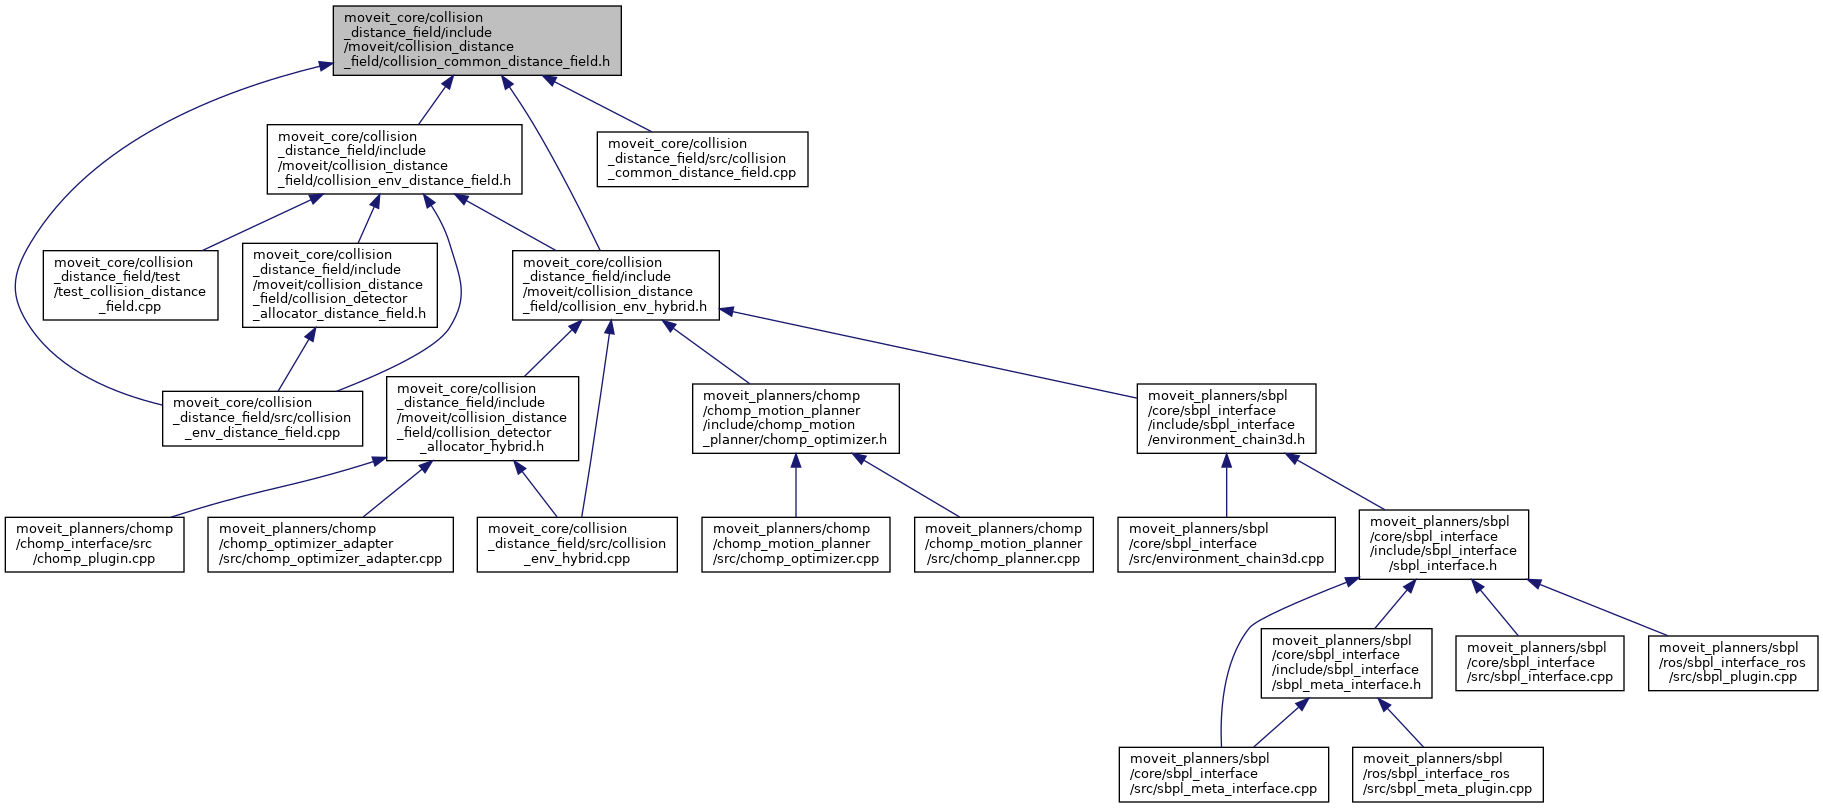 moveit_core/collision
_distance_field/include
/moveit/collision_distance
_field/collision_common_distance_field.h
moveit_core/collision
_distance_field/include
/moveit/collision_distance
_field/collision_env_distance_field.h
moveit_core/collision
_distance_field/src/collision
_common_distance_field.cpp
moveit_core/collision
_distance_field/test
/test_collision_distance
_field.cpp
moveit_core/collision
_distance_field/include
/moveit/collision_distance
_field/collision_detector
_allocator_distance_field.h
moveit_core/collision
_distance_field/include
/moveit/collision_distance
_field/collision_env_hybrid.h
moveit_core/collision
_distance_field/src/collision
_env_distance_field.cpp
moveit_core/collision
_distance_field/include
/moveit/collision_distance
_field/collision_detector
_allocator_hybrid.h
moveit_planners/chomp
/chomp_motion_planner
/include/chomp_motion
_planner/chomp_optimizer.h
moveit_planners/sbpl
/core/sbpl_interface
/include/sbpl_interface
/environment_chain3d.h
moveit_planners/chomp
/chomp_interface/src
/chomp_plugin.cpp
moveit_planners/chomp
/chomp_optimizer_adapter
/src/chomp_optimizer_adapter.cpp
moveit_core/collision
_distance_field/src/collision
_env_hybrid.cpp
moveit_planners/chomp
/chomp_motion_planner
/src/chomp_optimizer.cpp
moveit_planners/chomp
/chomp_motion_planner
/src/chomp_planner.cpp
moveit_planners/sbpl
/core/sbpl_interface
/src/environment_chain3d.cpp
moveit_planners/sbpl
/core/sbpl_interface
/include/sbpl_interface
/sbpl_interface.h
moveit_planners/sbpl
/core/sbpl_interface
/include/sbpl_interface
/sbpl_meta_interface.h
moveit_planners/sbpl
/core/sbpl_interface
/src/sbpl_interface.cpp
moveit_planners/sbpl
/ros/sbpl_interface_ros
/src/sbpl_plugin.cpp
moveit_planners/sbpl
/core/sbpl_interface
/src/sbpl_meta_interface.cpp
moveit_planners/sbpl
/ros/sbpl_interface_ros
/src/sbpl_meta_plugin.cpp